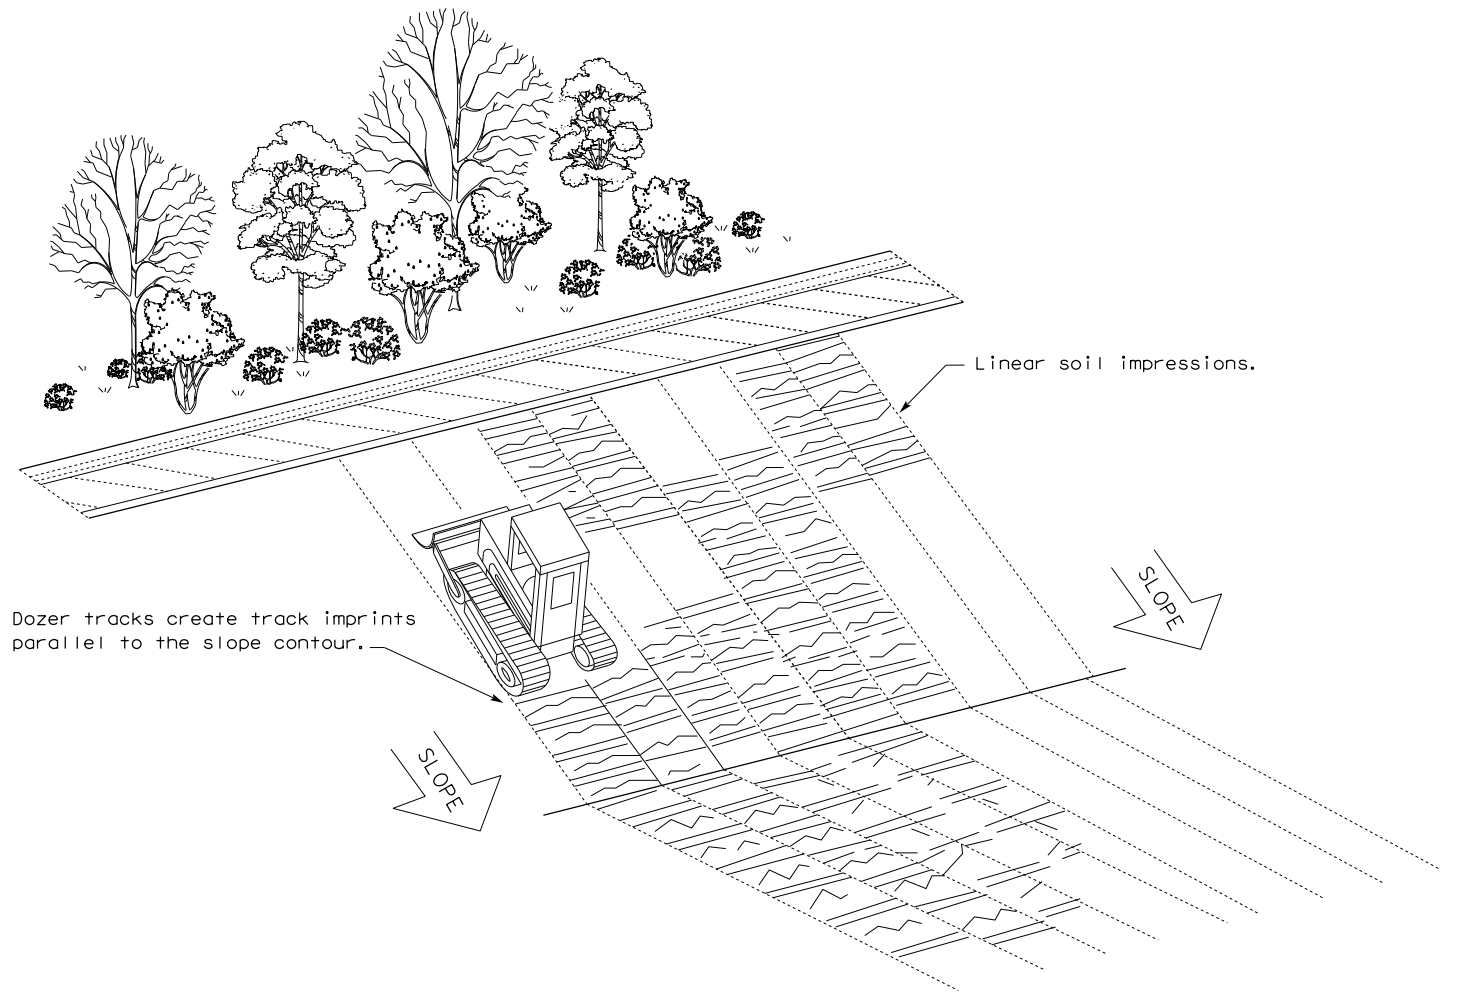 Linear soil impressions.
SLOPE
Dozer tracks create track imprints
parallel to the slope contour.
SLOPE